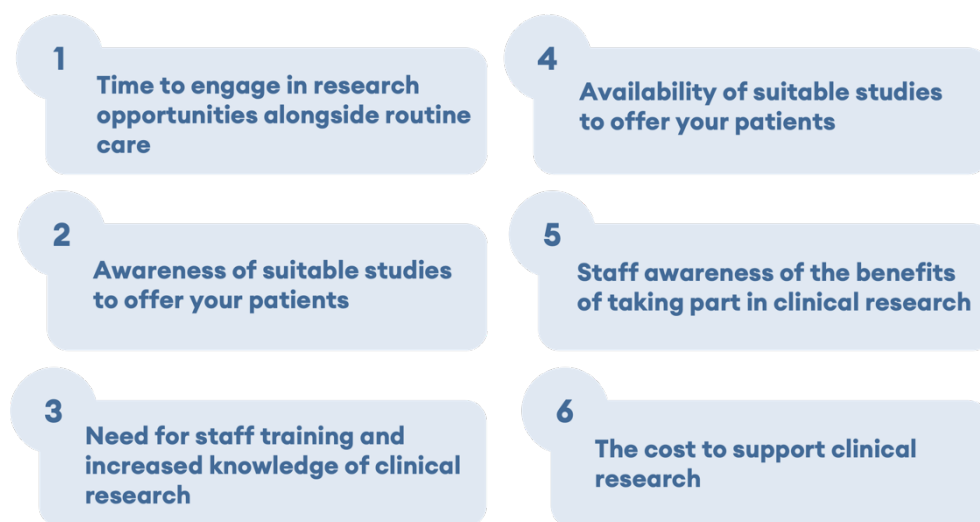 1
Time to engage in research
opportunities alongside routine
care
2
Awareness of suitable studies
to offer your patients
3
Need for staff training and
increased knowledge of clinical
research
4
Availability of suitable studies
to offer your patients
5
Staff awareness of the benefits
of taking part in clinical research
6
The cost to support clinical
research